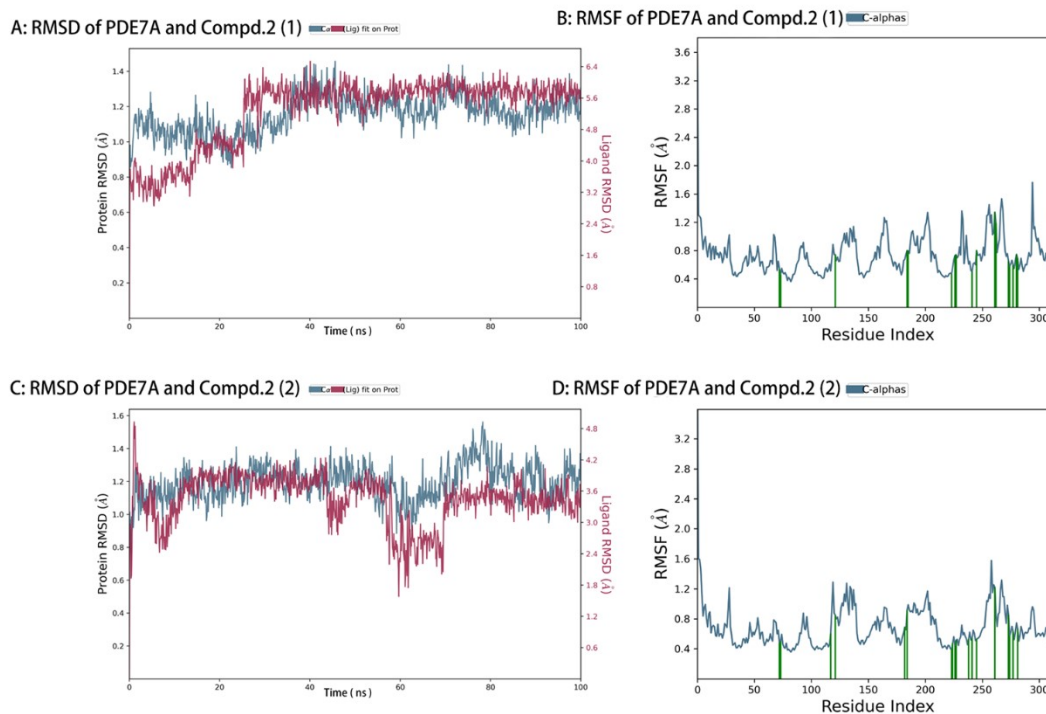 A: RMSD of PDE7A and Compd.2 (1)
Cα (Lig) fit on Prot
Protein RMSD (Å)
1.4
1.2
1.0
0.8
0.6
0.4
0.2
Ligand RMSD (Å)
6.4
5.6
4.8
4.0
3.2
2.4
1.6
0.8
0 20 40 60 80 100
Time ( ns )
B: RMSF of PDE7A and Compd.2 (1)
C-alphas
RMSF (Å)
3.6
3.2
2.8
2.4
2.0
1.6
1.2
0.8
0.4
0 50 100 150 200 250 300
Residue Index
C: RMSD of PDE7A and Compd.2 (2)
Cα (Lig) fit on Prot
Protein RMSD (Å)
1.6
1.4
1.2
1.0
0.8
0.6
0.4
0.2
Ligand RMSD (Å)
4.8
4.2
3.6
3.0
2.4
1.8
1.2
0.6
0 20 40 60 80 100
Time ( ns )
D: RMSF of PDE7A and Compd.2 (2)
C-alphas
RMSF (Å)
3.2
2.8
2.4
2.0
1.6
1.2
0.8
0.4
0 50 100 150 200 250 300
Residue Index